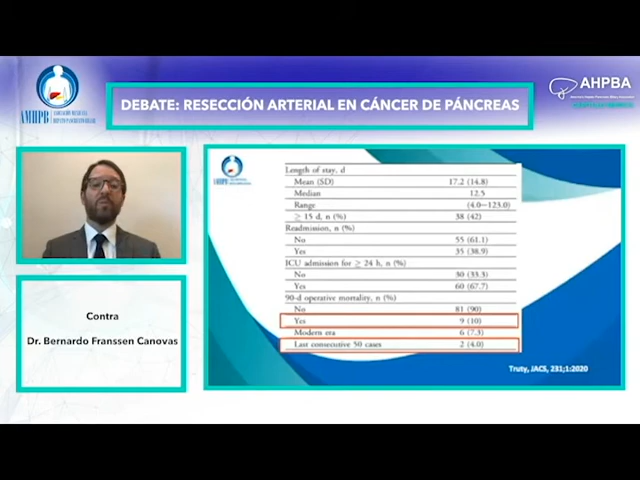 DEBATE: RESECCIÓN ARTERIAL EN CÁNCER DE PÁNCREAS
AHPBA
AMHPB
Contra
Dr. Bernardo Franssen Canovas
Length of stay, d
Mean (SD) 17.2 (14.8)
Median 12.5
Range (4.0–123.0)
≥ 15 d, n (%) 38 (42)
Readmission, n (%)
No 55 (61.1)
Yes 35 (38.9)
ICU admission for ≥ 24 h, n (%)
No 30 (33.3)
Yes 60 (67.7)
90-d operative mortality, n (%)
No 81 (90)
Yes 9 (10)
Modern era 6 (7.3)
Last consecutive 50 cases 2 (4.0)
Truty, JACS, 231;1:2020